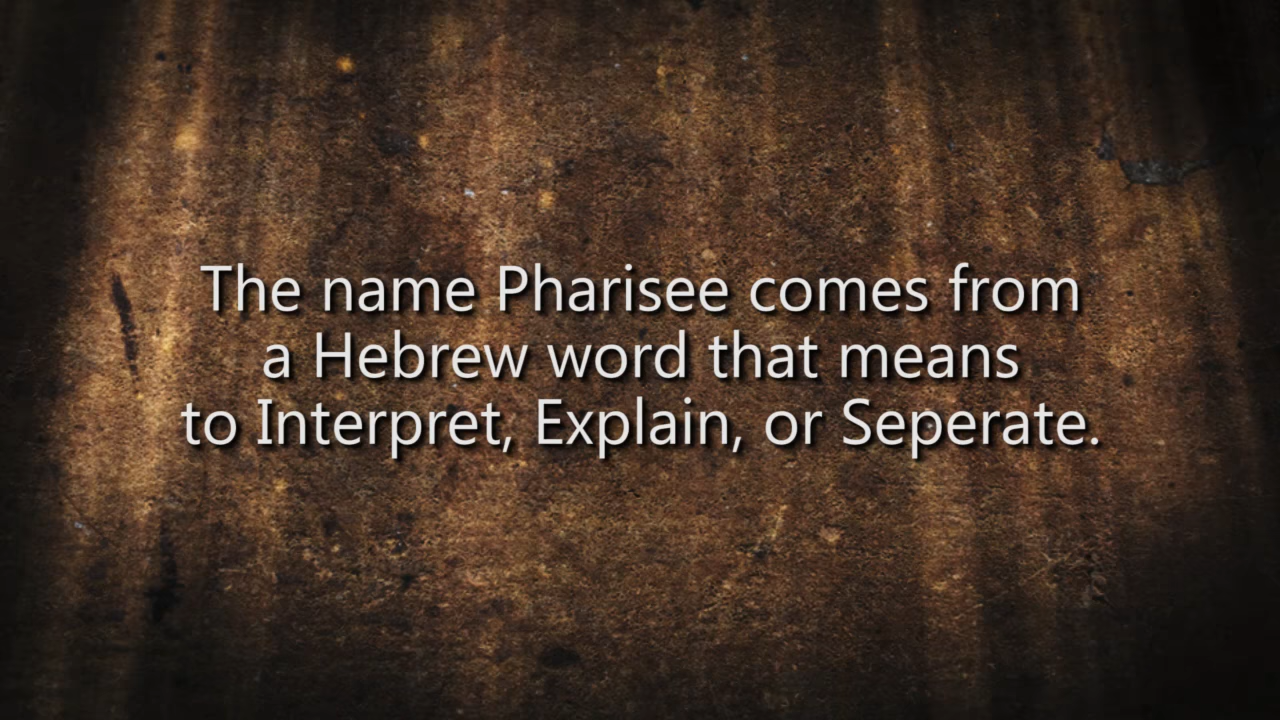 The name Pharisee comes from
a Hebrew word that means
to Interpret, Explain, or Seperate.